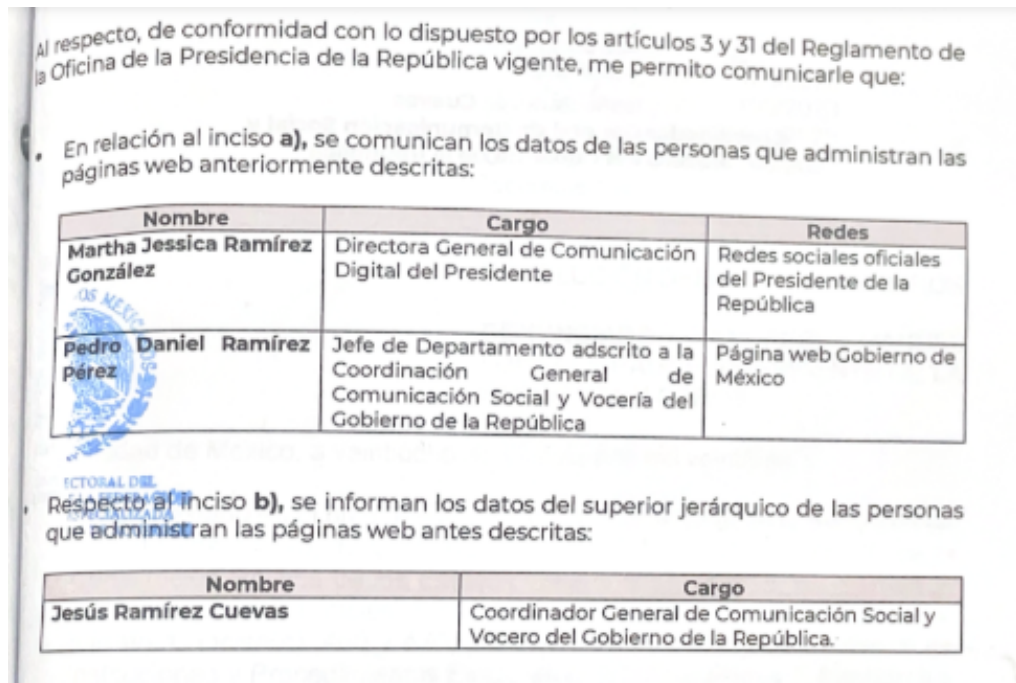 Al respecto, de conformidad con lo dispuesto por los artículos 3 y 31 del Reglamento de
la Oficina de la Presidencia de la República vigente, me permito comunicarle que:
• En relación al inciso a), se comunican los datos de las personas que administran las
páginas web anteriormente descritas:
Nombre Cargo Redes
Martha Jessica Ramírez Directora General de Comunicación Redes sociales oficiales
González Digital del Presidente del Presidente de la
República
OS MEXICANOS
Pedro Daniel Ramírez Jefe de Departamento adscrito a la Página web Gobierno de
Pérez Coordinación General de México
Comunicación Social y Vocería del
Gobierno de la República
ECTORAL DEL
Respecto al inciso b), se informan los datos del superior jerárquico de las personas
que administran las páginas web antes descritas:
Nombre Cargo
Jesús Ramírez Cuevas Coordinador General de Comunicación Social y
Vocero del Gobierno de la República.